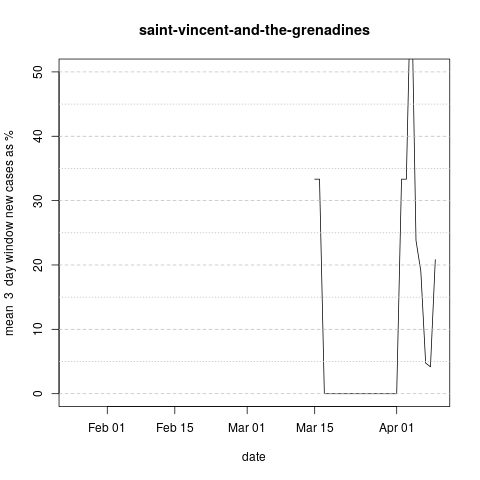 saint-vincent-and-the-grenadines
mean  3  day window new cases as %
50
40
30
20
10
0
Feb 01 Feb 15 Mar 01 Mar 15 Apr 01
date